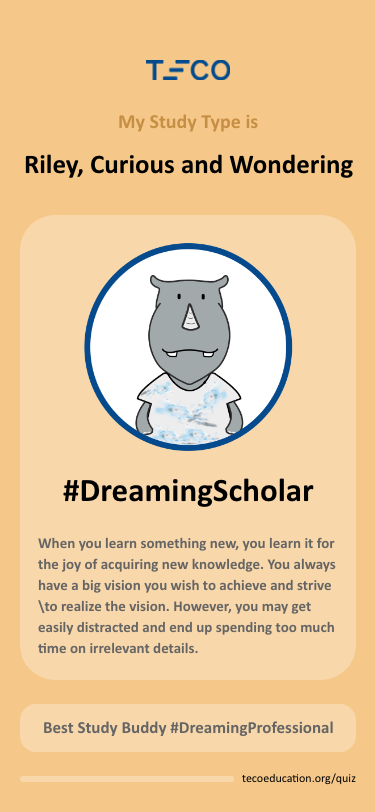 TECO
My Study Type is
Riley, Curious and Wondering
#DreamingScholar
When you learn something new, you learn it for
the joy of acquiring new knowledge. You always
have a big vision you wish to achieve and strive
\to realize the vision. However, you may get
easily distracted and end up spending too much
time on irrelevant details.
Best Study Buddy #DreamingProfessional
tecoeducation.org/quiz